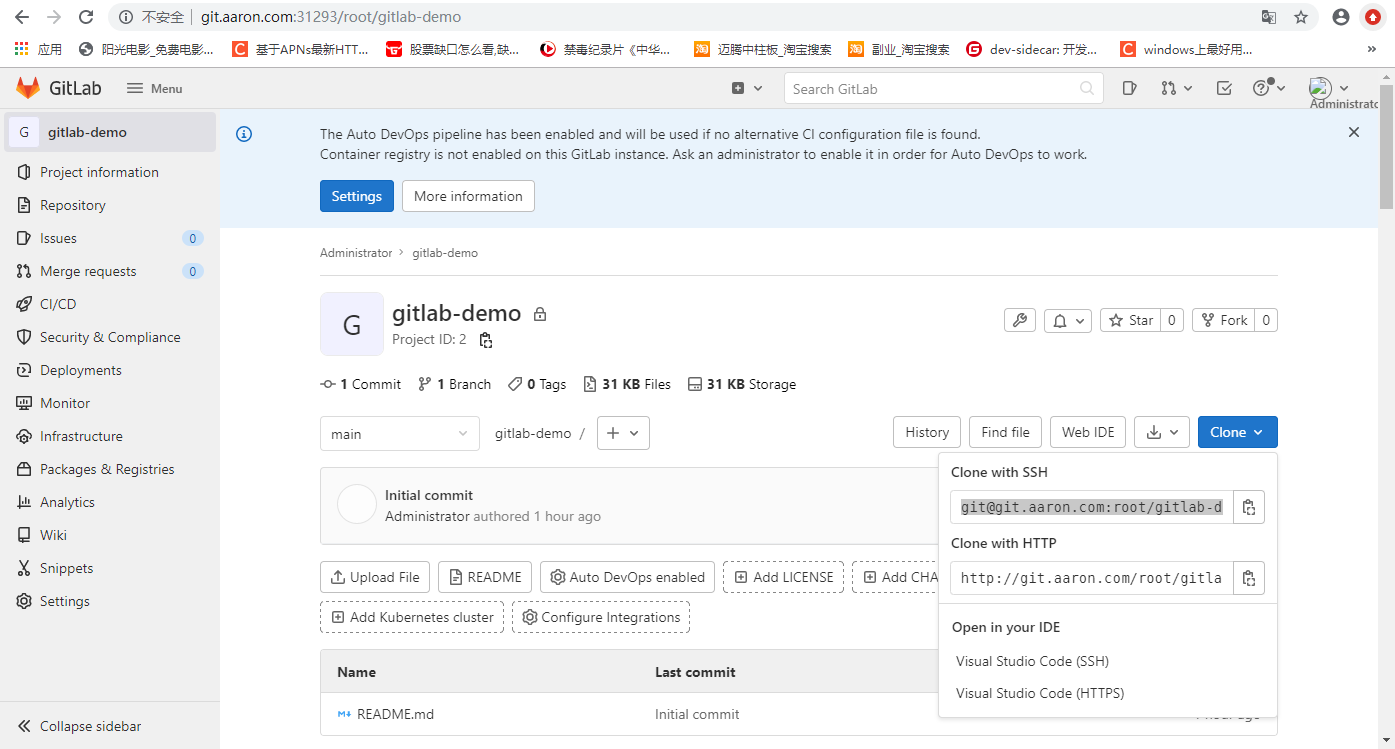 不安全 git.aaron.com:31293/root/gitlab-demo
应用 阳光电影_免费电影... 基于APNs最新HTT... 股票缺口怎么看,缺... 禁毒纪录片《中华... 迈腾中柱板_淘宝搜索 副业_淘宝搜索 dev-sidecar: 开发... windows上最好用... »
GitLab Menu Search GitLab Administrato
G gitlab-demo
Project information
Repository
Issues 0
Merge requests 0
CI/CD
Security & Compliance
Deployments
Monitor
Infrastructure
Packages & Registries
Analytics
Wiki
Snippets
Settings
Collapse sidebar
The Auto DevOps pipeline has been enabled and will be used if no alternative CI configuration file is found.
Container registry is not enabled on this GitLab instance. Ask an administrator to enable it in order for Auto DevOps to work.
Settings More information
Administrator > gitlab-demo
G gitlab-demo
Project ID: 2
Star 0 Fork 0
1 Commit 1 Branch 0 Tags 31 KB Files 31 KB Storage
main gitlab-demo / + History Find file Web IDE Clone
Initial commit
Administrator authored 1 hour ago
Upload File README Auto DevOps enabled Add LICENSE Add CHA
Add Kubernetes cluster Configure Integrations
Name Last commit
README.md Initial commit
Clone with SSH
git@git.aaron.com:root/gitlab-d
Clone with HTTP
http://git.aaron.com/root/gitla
Open in your IDE
Visual Studio Code (SSH)
Visual Studio Code (HTTPS)